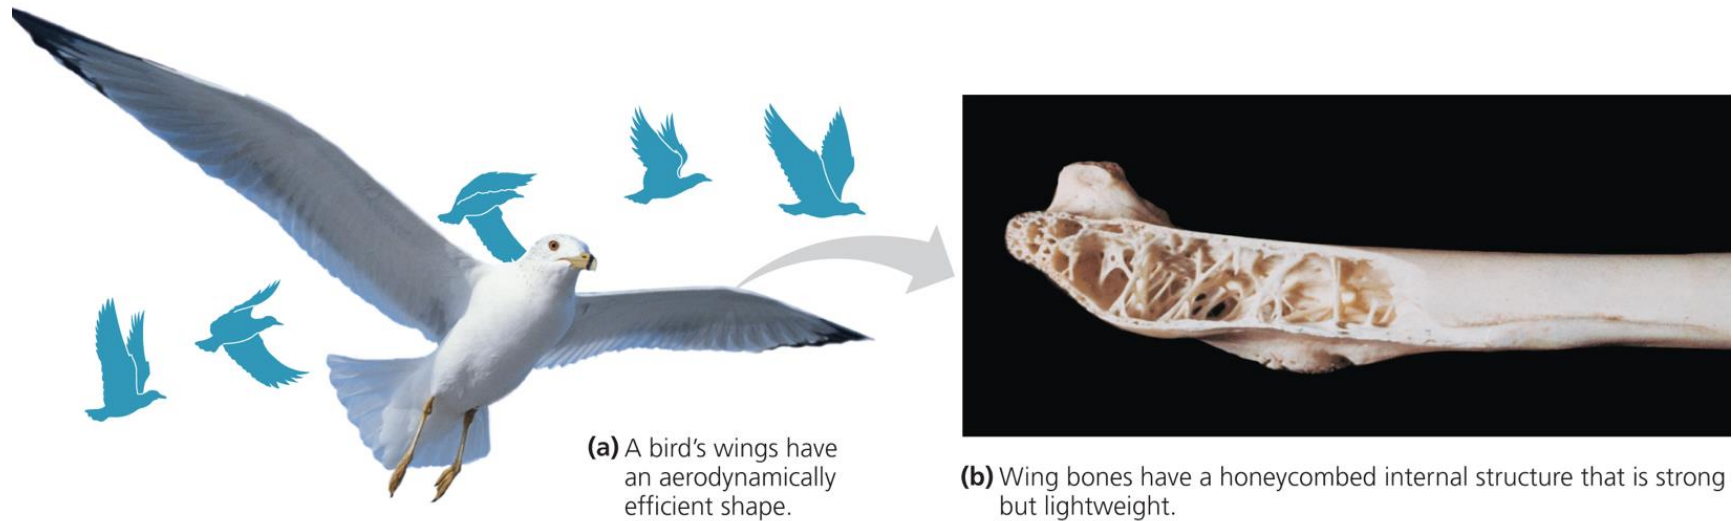 (a) A bird’s wings have
an aerodynamically
efficient shape.
(b) Wing bones have a honeycombed internal structure that is strong
but lightweight.